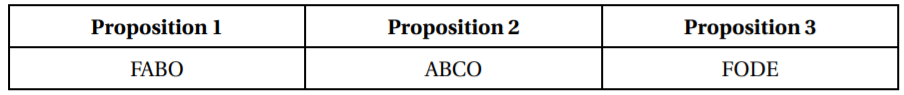 Proposition 1 Proposition 2 Proposition 3
FABO ABCO FODE